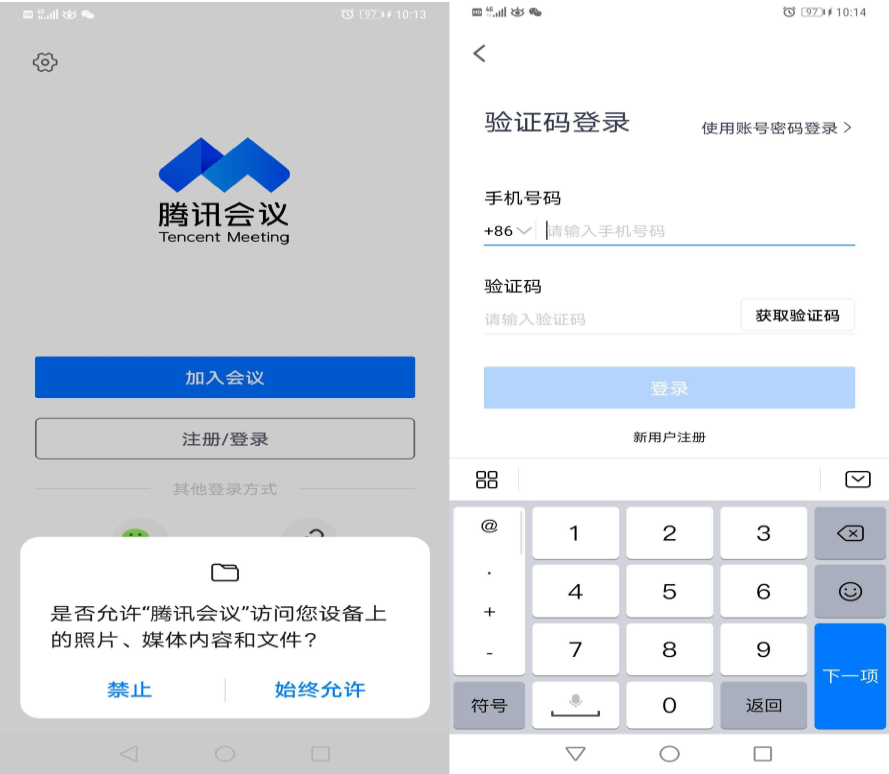 HD 4G 97 10:13
腾讯会议
Tencent Meeting
加入会议
注册/登录
其他登录方式
是否允许“腾讯会议”访问您设备上
的照片、媒体内容和文件?
禁止
始终允许
HD 4G 97 10:14
验证码登录
使用账号密码登录
手机号码
+86 请输入手机号码
验证码
请输入验证码
获取验证码
登录
新用户注册
@ 1 2 3
.
4 5 6
+
7 8 9
-
下一项
符号 0 返回